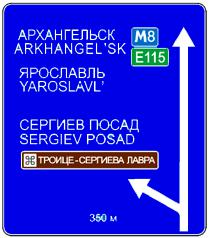 АРХАНГЕЛЬСК M8
ARKHANGEL'SK E115
ЯРОСЛАВЛЬ
YAROSLAVL'
СЕРГИЕВ ПОСАД
SERGIEV POSAD
ТРОИЦЕ-СЕРГИЕВА ЛАВРА
350 м